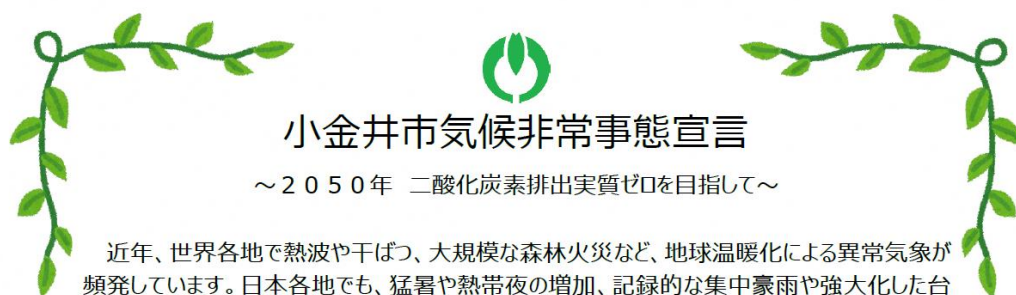 小金井市気候非常事態宣言
～２０５０年　二酸化炭素排出実質ゼロを目指して～
近年、世界各地で熱波や干ばつ、大規模な森林火災など、地球温暖化による異常気象が
頻発しています。日本各地でも、猛暑や熱帯夜の増加、記録的な集中豪雨や強大化した台